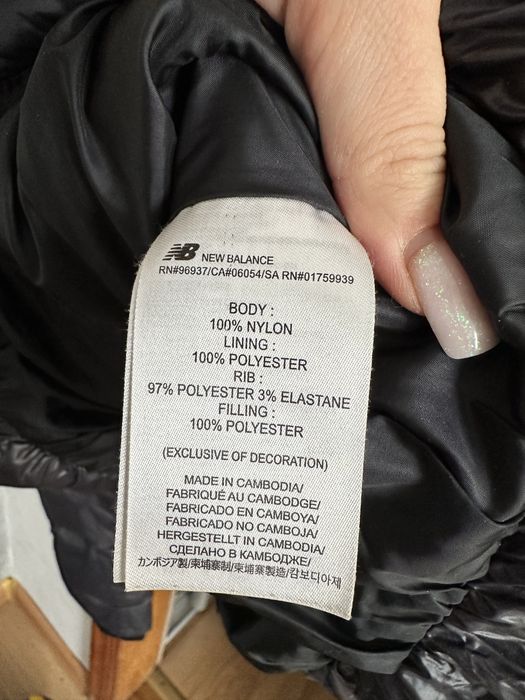 NB NEW BALANCE
RN#96937/CA#06054/SA RN#01759939
BODY :
100% NYLON
LINING :
100% POLYESTER
RIB :
97% POLYESTER 3% ELASTANE
FILLING :
100% POLYESTER
(EXCLUSIVE OF DECORATION)
MADE IN CAMBODIA/
FABRIQUÉ AU CAMBODGE/
FABRICADO EN CAMBOYA/
FABRICADO NO CAMBOJA/
HERGESTELLT IN CAMBODIA/
СДЕЛАНО В КАМБОДЖЕ/
カンボジア製/柬埔寨制/柬埔寨製造/캄보디아제